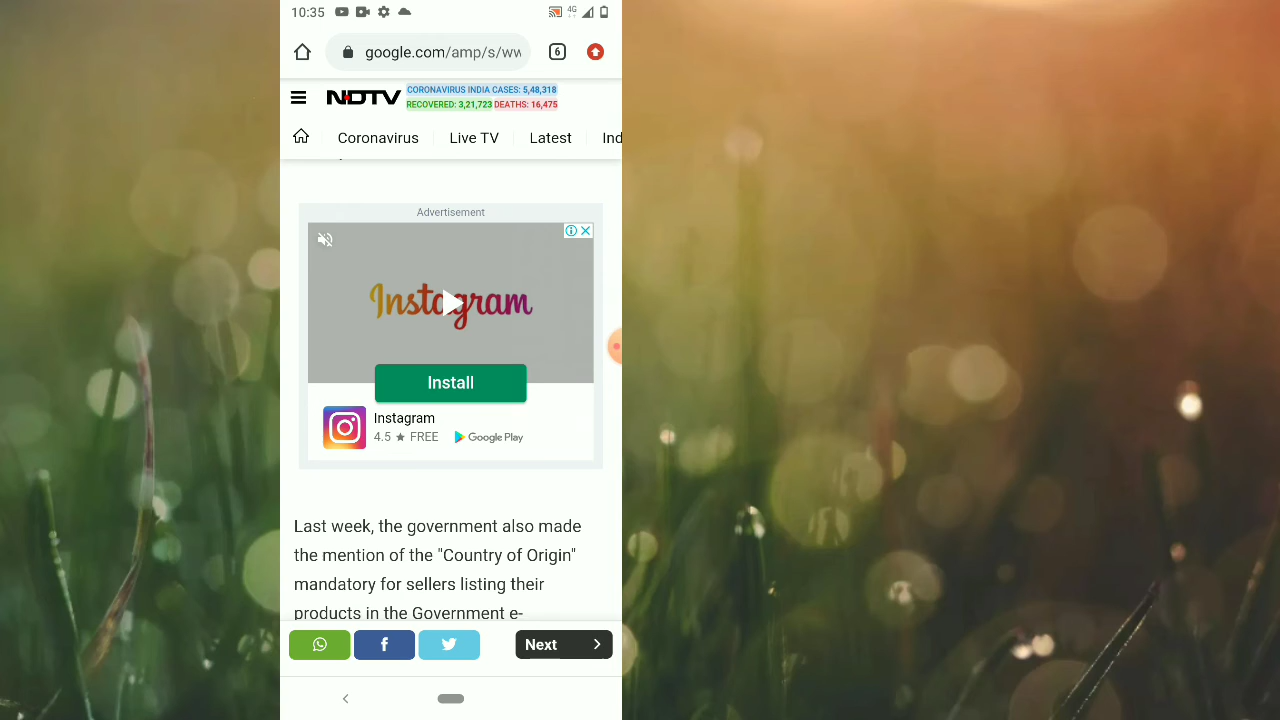 10:35 4G
google.com/amp/s/ww 6
NDTV CORONAVIRUS INDIA CASES: 5,48,318
RECOVERED: 3,21,723 DEATHS: 16,475
Coronavirus Live TV Latest Ind
Advertisement
Instagram
Install
Instagram
4.5 ★ FREE Google Play
Last week, the government also made
the mention of the "Country of Origin"
mandatory for sellers listing their
products in the Government e-
Next